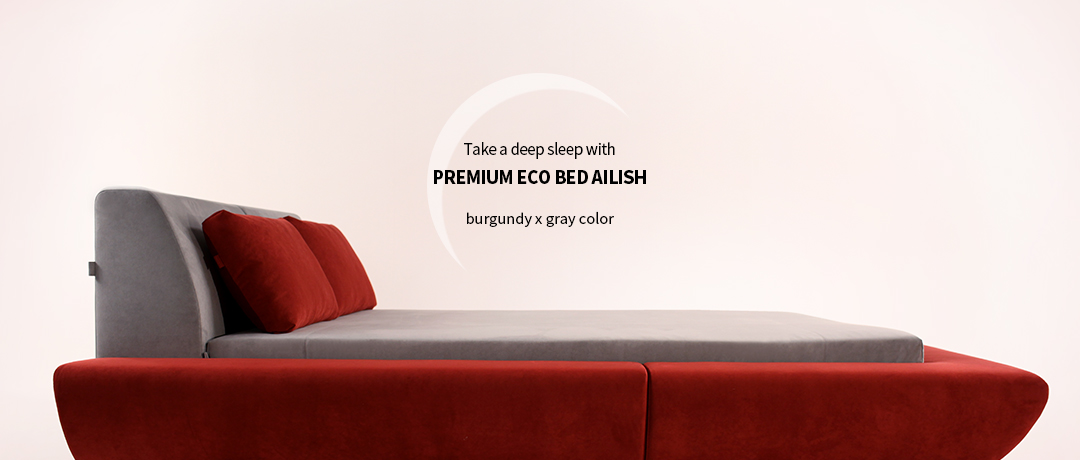 Take a deep sleep with
PREMIUM ECO BED AILISH
burgundy x gray color